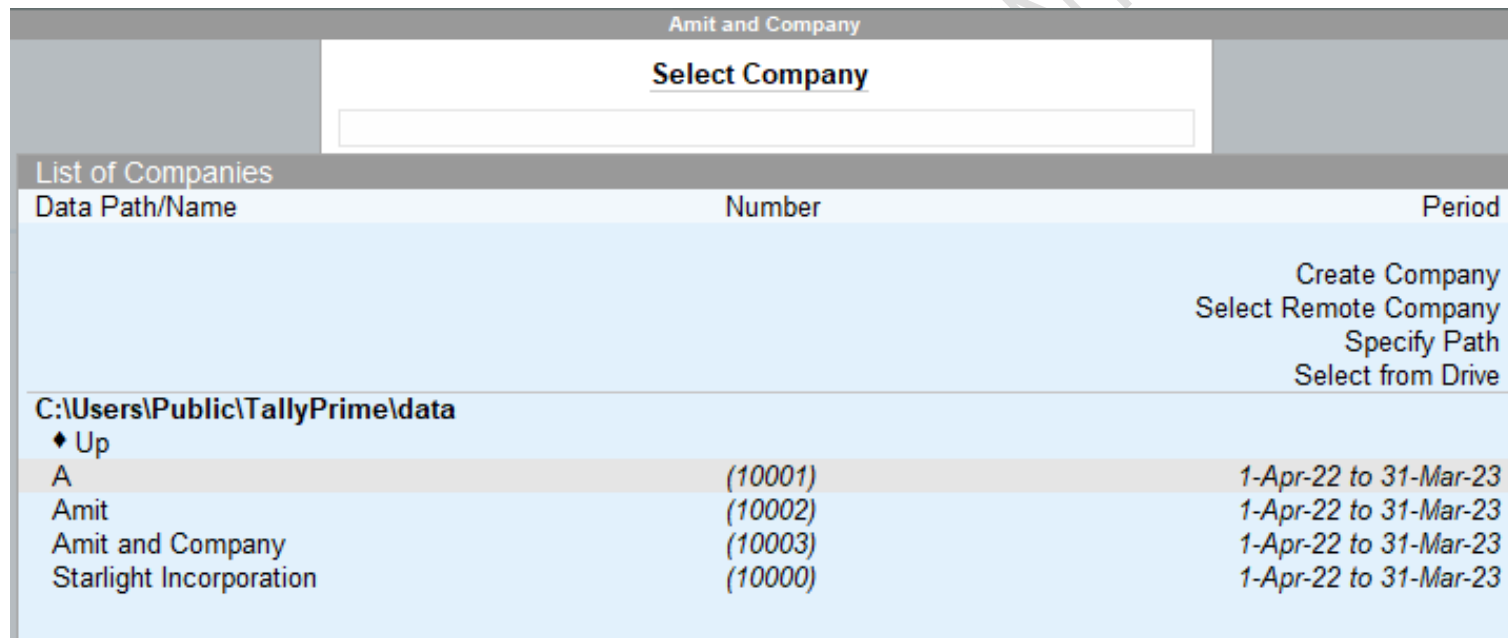 Amit and Company
Select Company
List of Companies
Data Path/Name Number Period
Create Company
Select Remote Company
Specify Path
Select from Drive
C:\Users\Public\TallyPrime\data
♦ Up
A (10001) 1-Apr-22 to 31-Mar-23
Amit (10002) 1-Apr-22 to 31-Mar-23
Amit and Company (10003) 1-Apr-22 to 31-Mar-23
Starlight Incorporation (10000) 1-Apr-22 to 31-Mar-23